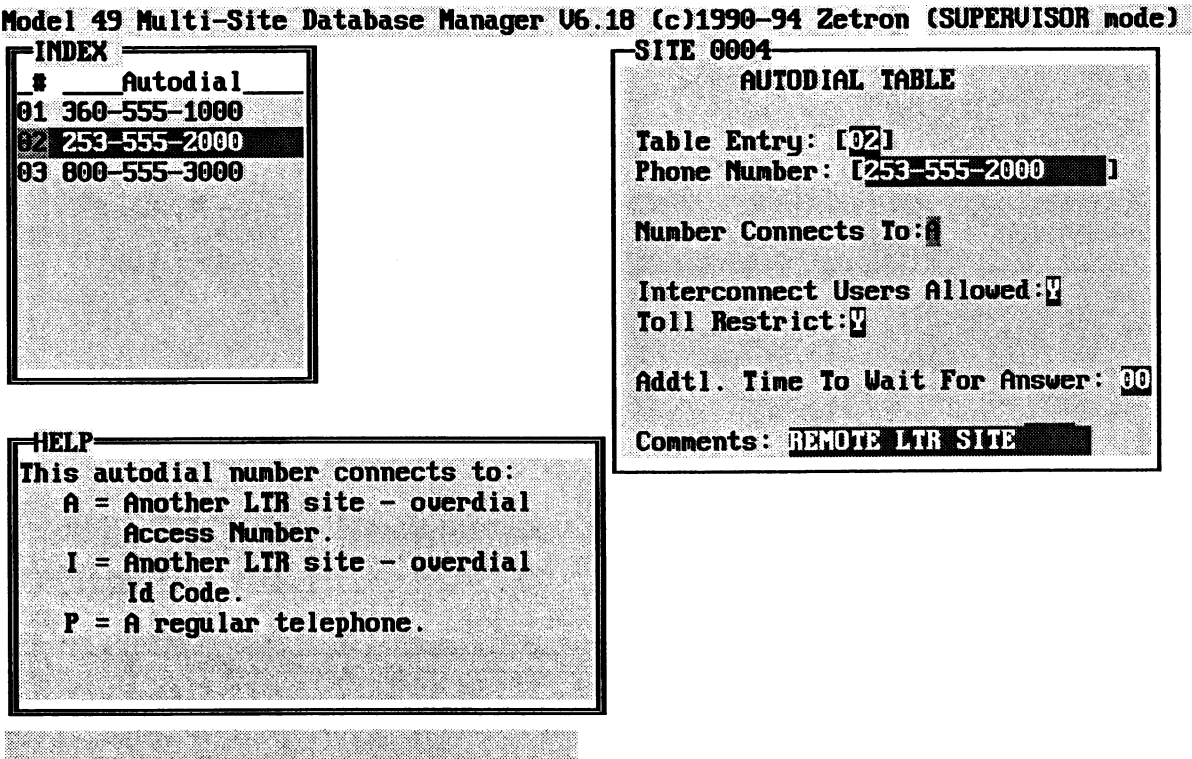 Model 49 Multi-Site Database Manager V6.18 (c)1990-94 Zetron (SUPERVISOR mode)
INDEX
# ____Autodial____
01 360-555-1000
02 253-555-2000
03 800-555-3000
SITE 0004
AUTODIAL TABLE
Table Entry: [02]
Phone Number: [253-555-2000 ]
Number Connects To:A
Interconnect Users Allowed:Y
Toll Restrict:Y
Addtl. Time To Wait For Answer: 00
Comments: REMOTE LTR SITE
HELP
This autodial number connects to:
A = Another LTR site - overdial
Access Number.
I = Another LTR site - overdial
Id Code.
P = A regular telephone.